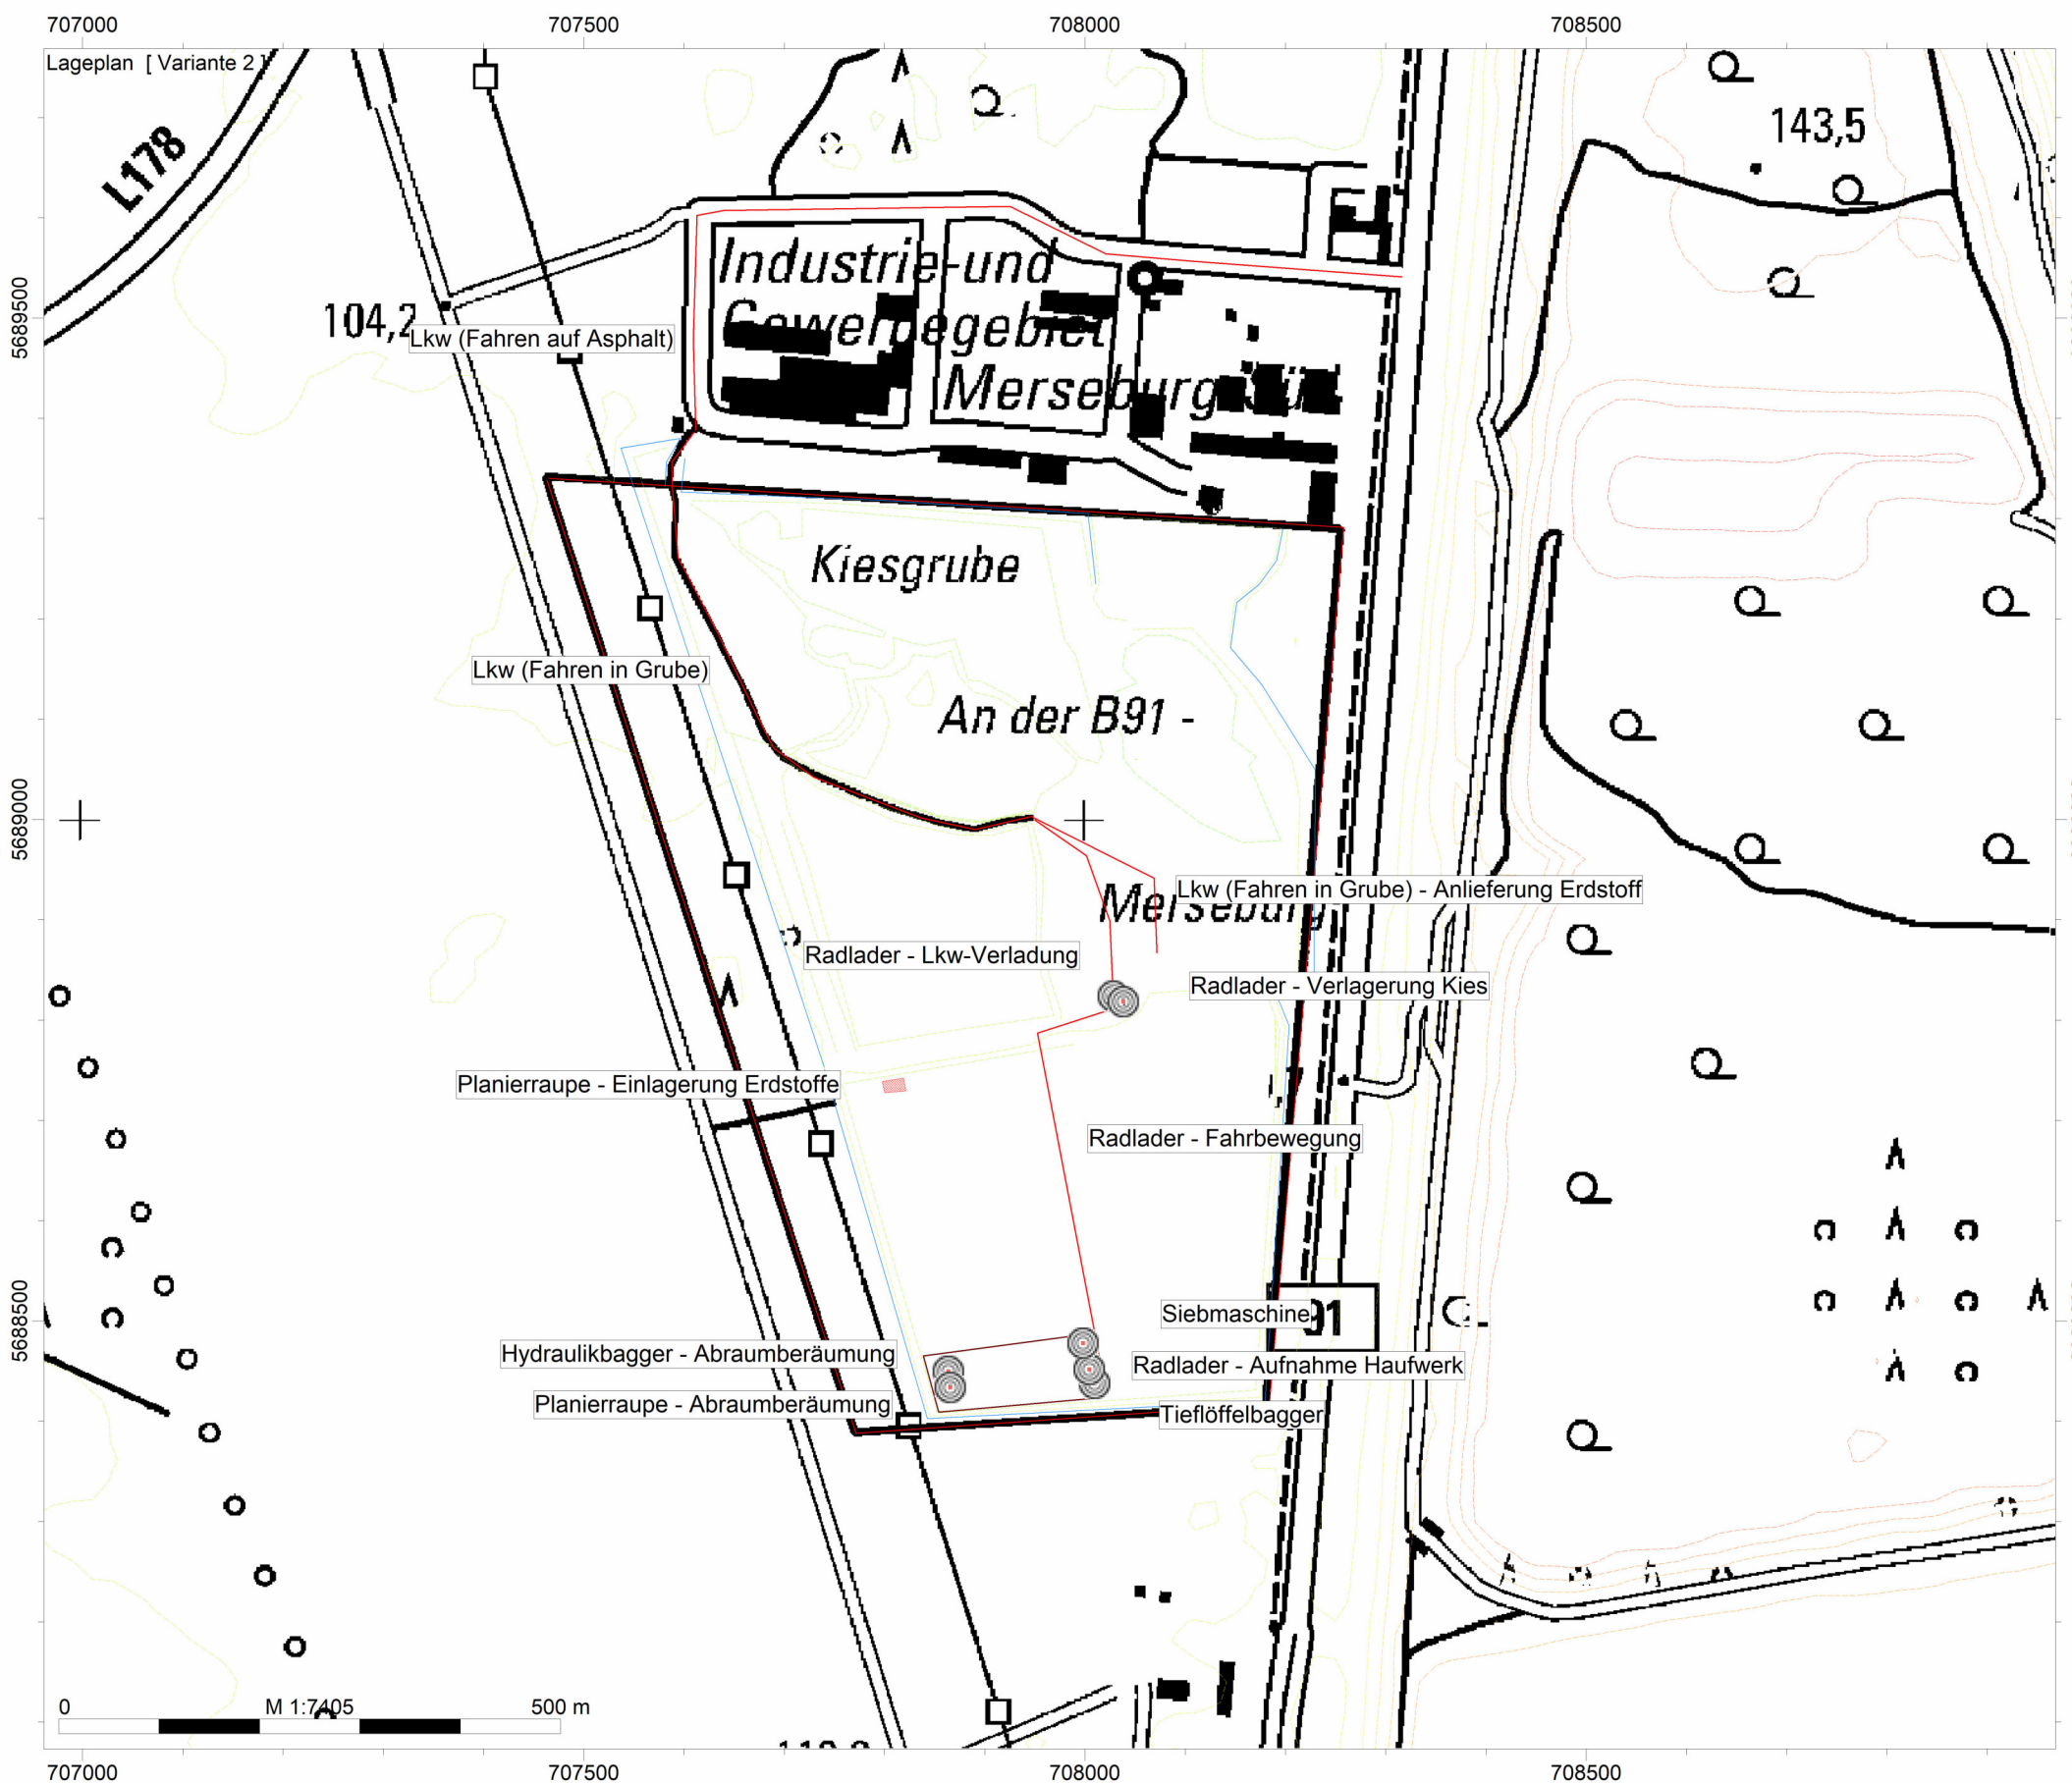 707000 707500 708000 708500
Lageplan [ Variante 2 ]
L178
143,5
5689500
Industrie-und
Gewerbegebiet
104,2
Lkw (Fahren auf Asphalt)
Merseburg-Süd
Kiesgrube
Lkw (Fahren in Grube)
An der B91 -
5689000
Lkw (Fahren in Grube) - Anlieferung Erdstoff
Merseburg
Radlader - Lkw-Verladung
Radlader - Verlagerung Kies
Planierraupe - Einlagerung Erdstoffe
Radlader - Fahrbewegung
5688500
Siebmaschine
91
Hydraulikbagger - Abraumberäumung
Radlader - Aufnahme Haufwerk
Planierraupe - Abraumberäumung
Tieflöffelbagger
0 M 1:7405 500 m
707000 707500 708000 708500